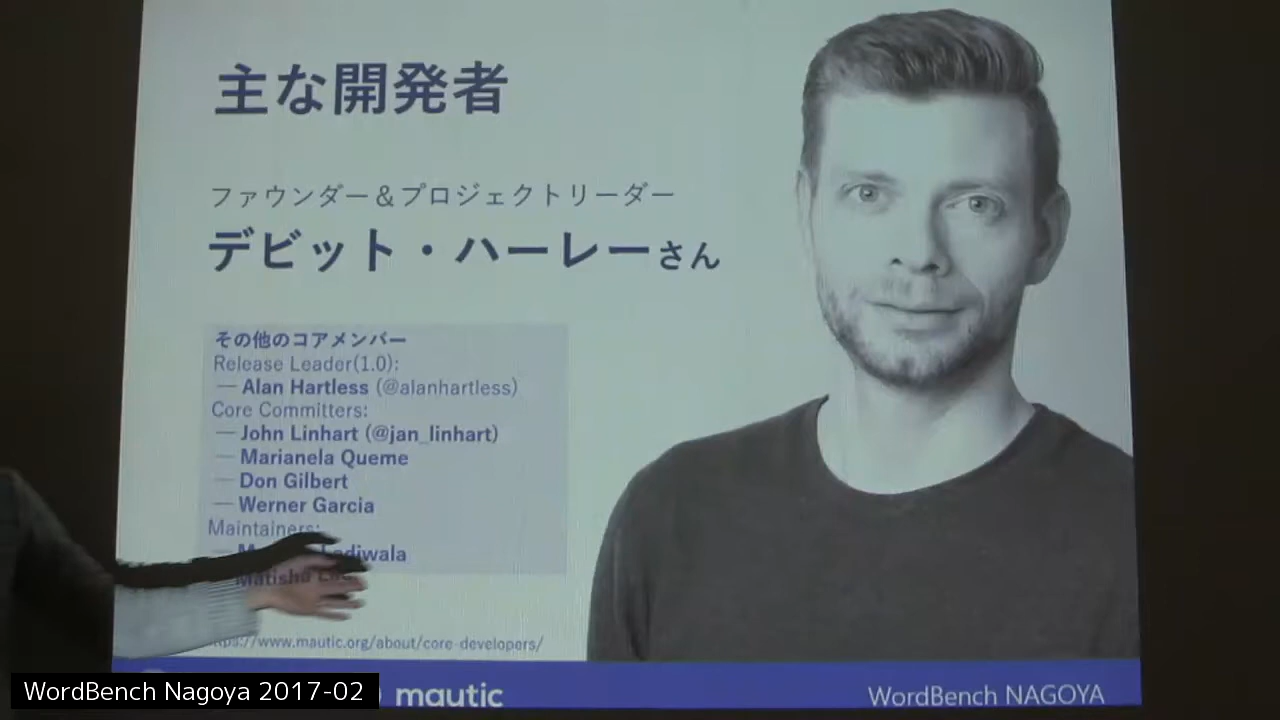 主な開発者
ファウンダー＆プロジェクトリーダー
デビット・ハーレーさん
その他のコアメンバー
Release Leader(1.0):
— Alan Hartless (@alanhartless)
Core Committers:
— John Linhart (@jan_linhart)
— Marianela Queme
— Don Gilbert
— Werner Garcia
Maintainers:
://www.mautic.org/about/core-developers/
mautic
WordBench NAGOYA
WordBench Nagoya 2017-02